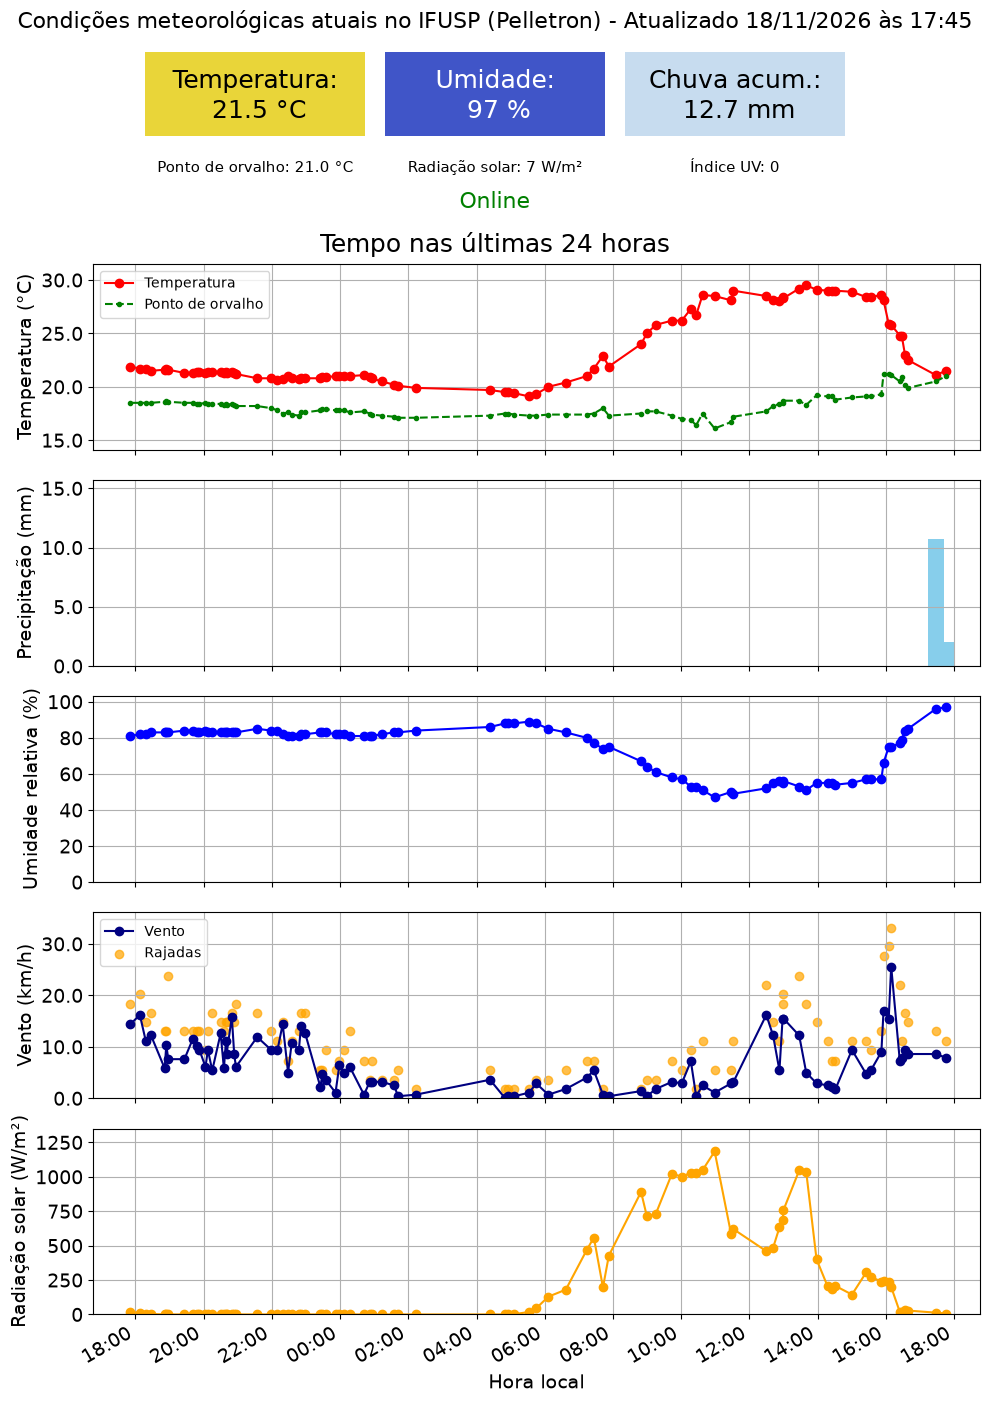 Condições meteorológicas atuais no IFUSP (Pelletron) - Atualizado 18/11/2026 às 17:45
Temperatura:
21.5 °C
Umidade:
97 %
Chuva acum.:
12.7 mm
Ponto de orvalho: 21.0 °C
Radiação solar: 7 W/m²
Índice UV: 0
Online
Tempo nas últimas 24 horas
Temperatura (°C)
30.0
25.0
20.0
15.0
Temperatura
Ponto de orvalho
Precipitação (mm)
15.0
10.0
5.0
0.0
Umidade relativa (%)
100
80
60
40
20
0
Vento (km/h)
30.0
20.0
10.0
0.0
Vento
Rajadas
Radiação solar (W/m²)
1250
1000
750
500
250
0
18:00
20:00
22:00
00:00
02:00
04:00
06:00
08:00
10:00
12:00
14:00
16:00
18:00
Hora local